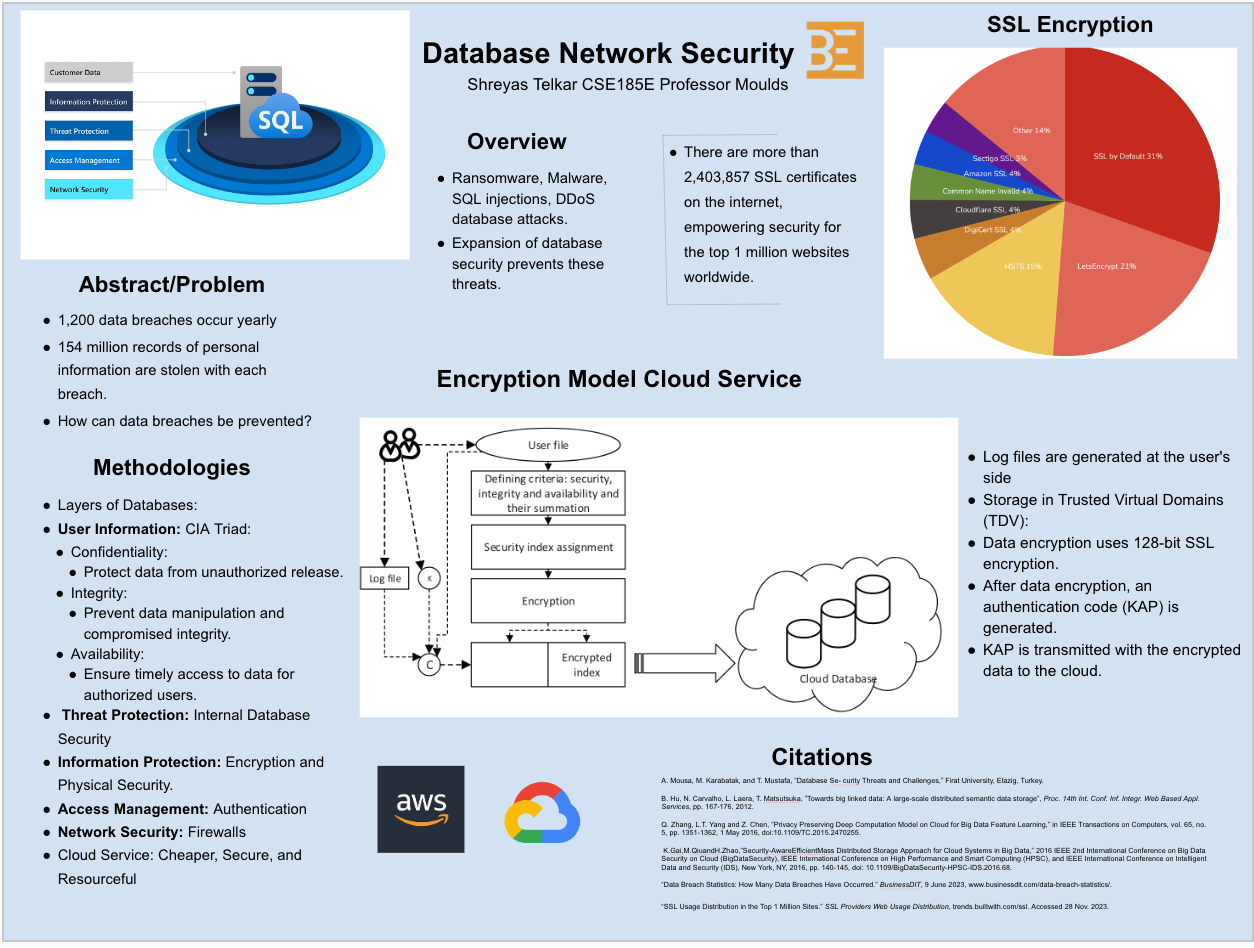 Database Network Security
BE
Shreyas Telkar CSE185E Professor Moulds
Customer Data
Information Protection
Threat Protection
Access Management
Network Security
SQL
Overview
● Ransomware, Malware,
SQL injections, DDoS
database attacks.
● Expansion of database
security prevents these
threats.
● There are more than
2,403,857 SSL certificates
on the internet,
empowering security for
the top 1 million websites
worldwide.
SSL Encryption
Other 14%
SSL by Default 31%
Sectigo SSL 3%
Amazon SSL 4%
Common Name Invalid 4%
Cloudflare SSL 4%
DigiCert SSL 4%
HSTS 15%
LetsEncrypt 21%
Abstract/Problem
● 1,200 data breaches occur yearly
● 154 million records of personal
information are stolen with each
breach.
● How can data breaches be prevented?
Methodologies
● Layers of Databases:
● User Information: CIA Triad:
● Confidentiality:
● Protect data from unauthorized release.
● Integrity:
● Prevent data manipulation and
compromised integrity.
● Availability:
● Ensure timely access to data for
authorized users.
● Threat Protection: Internal Database
Security
● Information Protection: Encryption and
Physical Security.
● Access Management: Authentication
● Network Security: Firewalls
● Cloud Service: Cheaper, Secure, and
Resourceful
Encryption Model Cloud Service
User file
Defining criteria: security,
integrity and availability and
their summation
Security index assignment
Log file
K
Encryption
C
Encrypted
index
Cloud Database
● Log files are generated at the user's
side
● Storage in Trusted Virtual Domains
(TDV):
● Data encryption uses 128-bit SSL
encryption.
● After data encryption, an
authentication code (KAP) is
generated.
● KAP is transmitted with the encrypted
data to the cloud.
aws
Citations
A. Mousa, M. Karabatak, and T. Mustafa, "Database Se- curity Threats and Challenges," Firat University, Elazig, Turkey.
B. Hu, N. Carvalho, L. Laera, T. Matsutsuka, "Towards big linked data: A large-scale distributed semantic data storage", Proc. 14th Int. Conf. Inf. Integr. Web Based Appl.
Services, pp. 167-176, 2012.
Q. Zhang, L.T. Yang and Z. Chen, "Privacy Preserving Deep Computation Model on Cloud for Big Data Feature Learning," in IEEE Transactions on Computers, vol. 65, no.
5, pp. 1351-1362, 1 May 2016, doi:10.1109/TC.2015.2470255.
K.Gai,M.QiuandH.Zhao,"Security-AwareEfficientMass Distributed Storage Approach for Cloud Systems in Big Data," 2016 IEEE 2nd International Conference on Big Data
Security on Cloud (BigDataSecurity), IEEE International Conference on High Performance and Smart Computing (HPSC), and IEEE International Conference on Intelligent
Data and Security (IDS), New York, NY, 2016, pp. 140-145, doi: 10.1109/BigDataSecurity-HPSC-IDS.2016.68.
"Data Breach Statistics: How Many Data Breaches Have Occurred." BusinessDIT, 9 June 2023, www.businessdit.com/data-breach-statistics/.
"SSL Usage Distribution in the Top 1 Million Sites." SSL Providers Web Usage Distribution, trends.builtwith.com/ssl. Accessed 28 Nov. 2023.